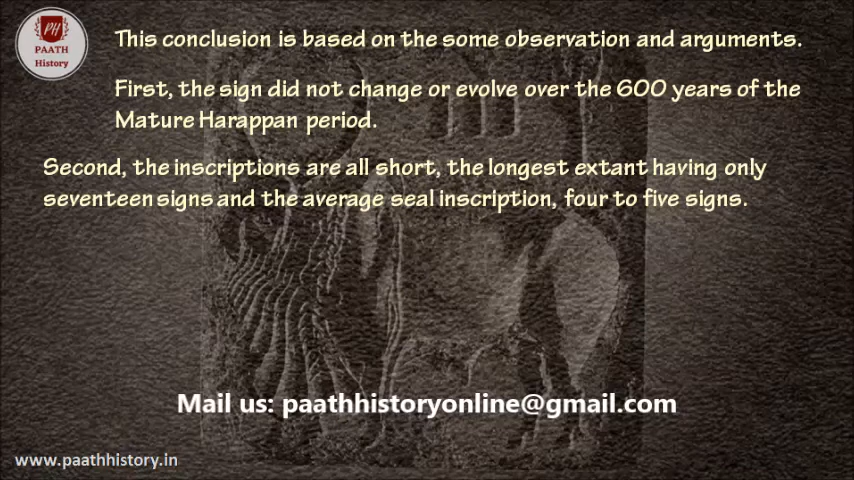 PH
PAATH
History
This conclusion is based on the some observation and arguments.
First, the sign did not change or evolve over the 600 years of the
Mature Harappan period.
Second, the inscriptions are all short, the longest extant having only
seventeen signs and the average seal inscription, four to five signs.
Mail us: paathhistoryonline@gmail.com
www.paathhistory.in